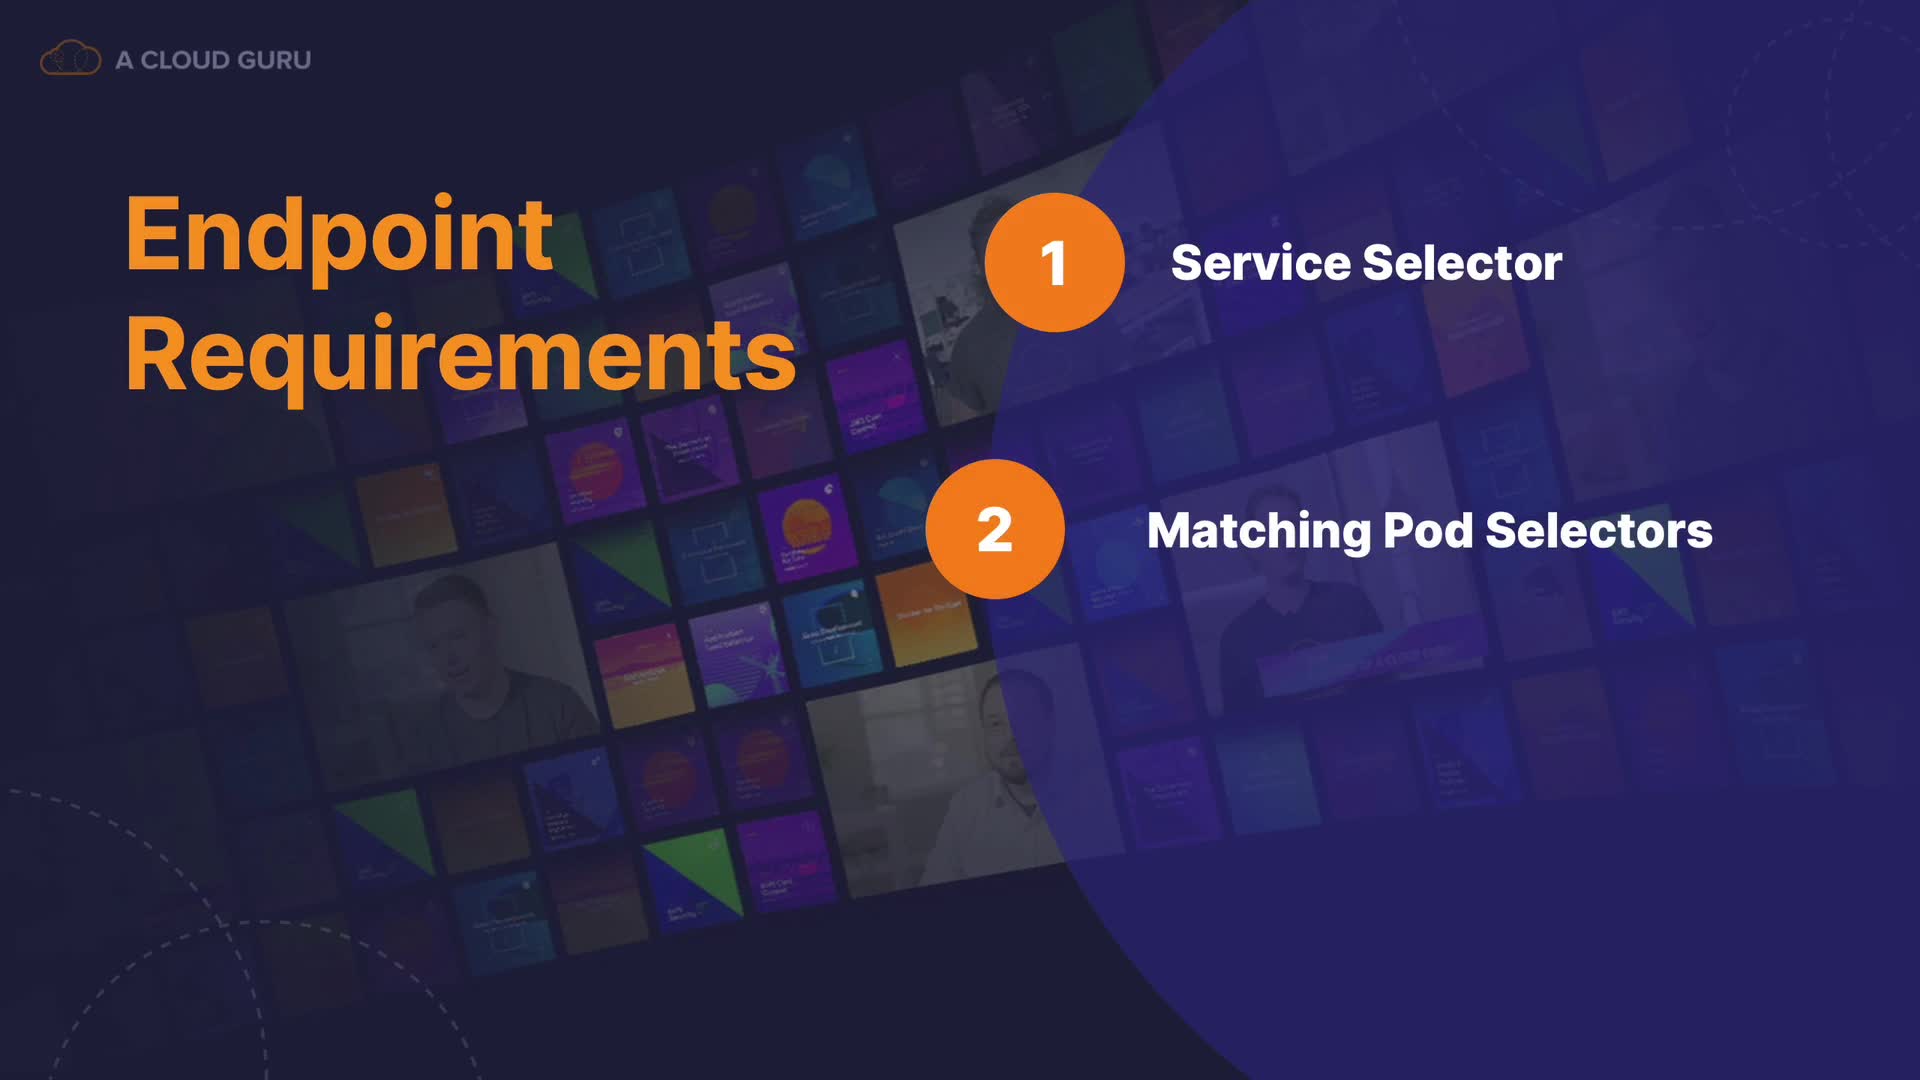 A CLOUD GURU
Endpoint
Requirements
1
Service Selector
2
Matching Pod Selectors